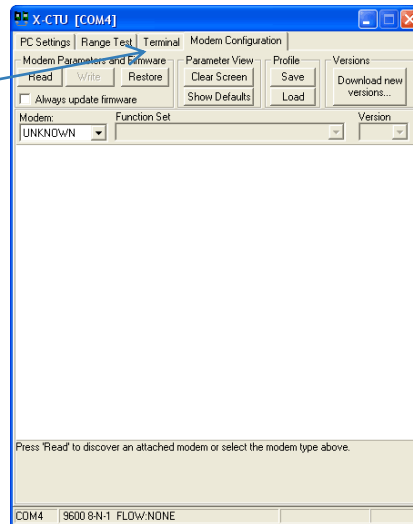 X-CTU [COM4]
PC Settings Range Test Terminal Modem Configuration
Modem Parameters and Firmware Parameter View Profile Versions
Read Write Restore Clear Screen Save Download new versions...
Always update firmware Show Defaults Load
Modem: Function Set Version
UNKNOWN
Press 'Read' to discover an attached modem or select the modem type above.
COM4 9600 8-N-1 FLOW:NONE